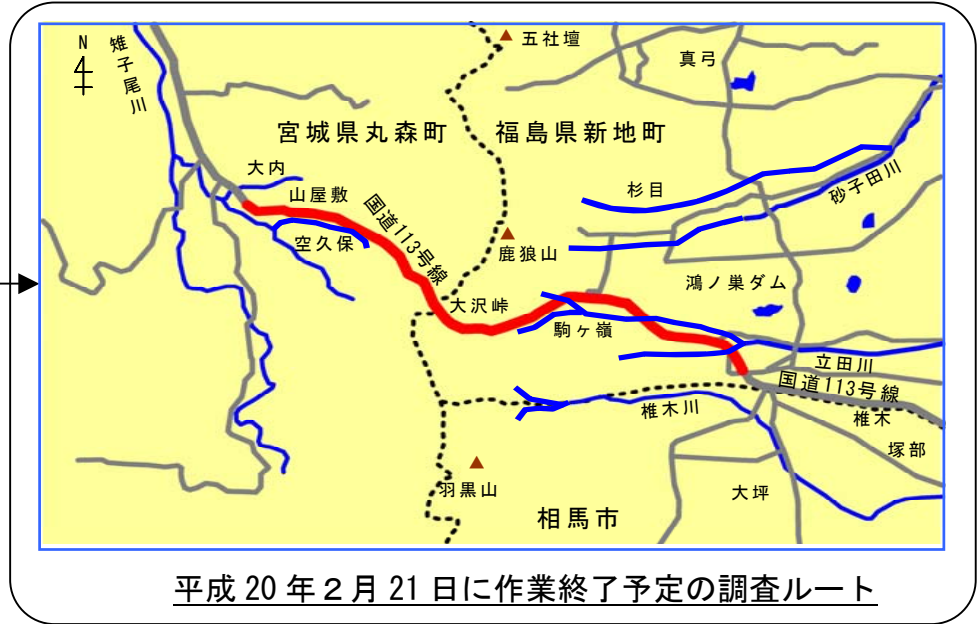 N
雉子尾川
五社壇
真弓
宮城県丸森町
福島県新地町
大内
山屋敷
杉目
砂子田川
国道113号線
空久保
鹿狼山
鴻ノ巣ダム
大沢峠
駒ヶ嶺
立田川
国道113号線
椎木川
椎木
塚部
羽黒山
大坪
相馬市
平成 20 年２月 21 日に作業終了予定の調査ルート